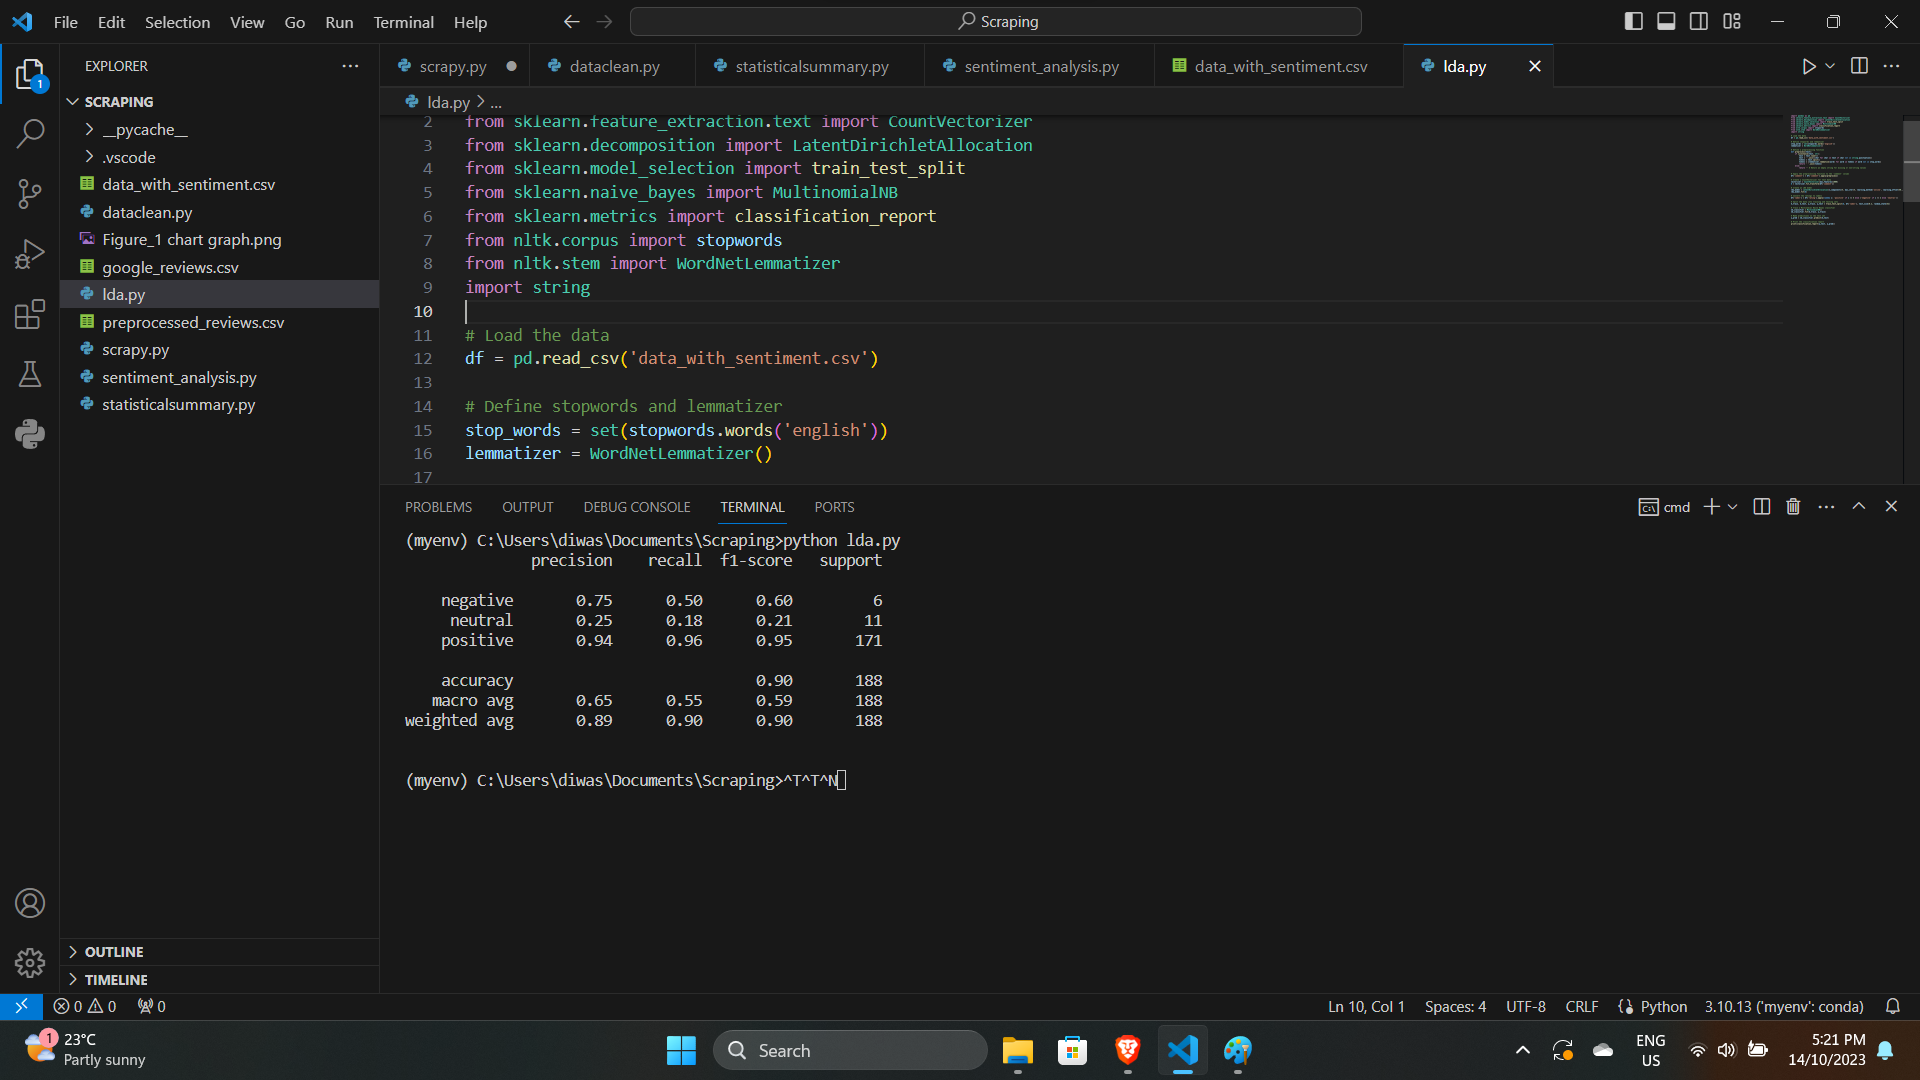 File Edit Selection View Go Run Terminal Help
Scraping
EXPLORER
scrapy.py
dataclean.py
statisticalsummary.py
sentiment_analysis.py
data_with_sentiment.csv
lda.py
1
SCRAPING
__pycache__
.vscode
data_with_sentiment.csv
dataclean.py
Figure_1 chart graph.png
google_reviews.csv
lda.py
preprocessed_reviews.csv
scrapy.py
sentiment_analysis.py
statisticalsummary.py
OUTLINE
TIMELINE
lda.py > ...
2 from sklearn.feature_extraction.text import CountVectorizer
3 from sklearn.decomposition import LatentDirichletAllocation
4 from sklearn.model_selection import train_test_split
5 from sklearn.naive_bayes import MultinomialNB
6 from sklearn.metrics import classification_report
7 from nltk.corpus import stopwords
8 from nltk.stem import WordNetLemmatizer
9 import string
10
11 # Load the data
12 df = pd.read_csv('data_with_sentiment.csv')
13
14 # Define stopwords and lemmatizer
15 stop_words = set(stopwords.words('english'))
16 lemmatizer = WordNetLemmatizer()
17
PROBLEMS OUTPUT DEBUG CONSOLE TERMINAL PORTS
cmd
(myenv) C:\Users\diwas\Documents\Scraping>python lda.py
precision recall f1-score support
negative 0.75 0.50 0.60 6
neutral 0.25 0.18 0.21 11
positive 0.94 0.96 0.95 171
accuracy 0.90 188
macro avg 0.65 0.55 0.59 188
weighted avg 0.89 0.90 0.90 188
(myenv) C:\Users\diwas\Documents\Scraping>^T^T^N
0 0 0
Ln 10, Col 1 Spaces: 4 UTF-8 CRLF Python 3.10.13 ('myenv': conda)
1
23°C
Partly sunny
Search
ENG
US
5:21 PM
14/10/2023